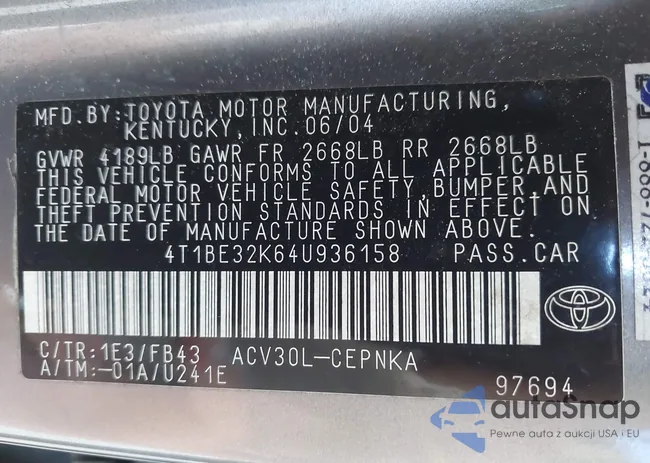 MFD.BY:TOYOTA MOTOR MANUFACTURING,
KENTUCKY,INC.06/04
GVWR 4189LB GAWR FR 2668LB RR 2668LB
THIS VEHICLE CONFORMS TO ALL APPLICABLE
FEDERAL MOTOR VEHICLE SAFETY,BUMPER,AND
THEFT PREVENTION STANDARDS IN EFFECT ON
THE DATE OF MANUFACTURE SHOWN ABOVE.
4T1BE32K64U936158 PASS.CAR
C/TR:1E3/FB43 ACV30L-CEPNKA
A/TM:-01A/U241E
97694
autaSnap
Pewne auta z aukcji USA i EU